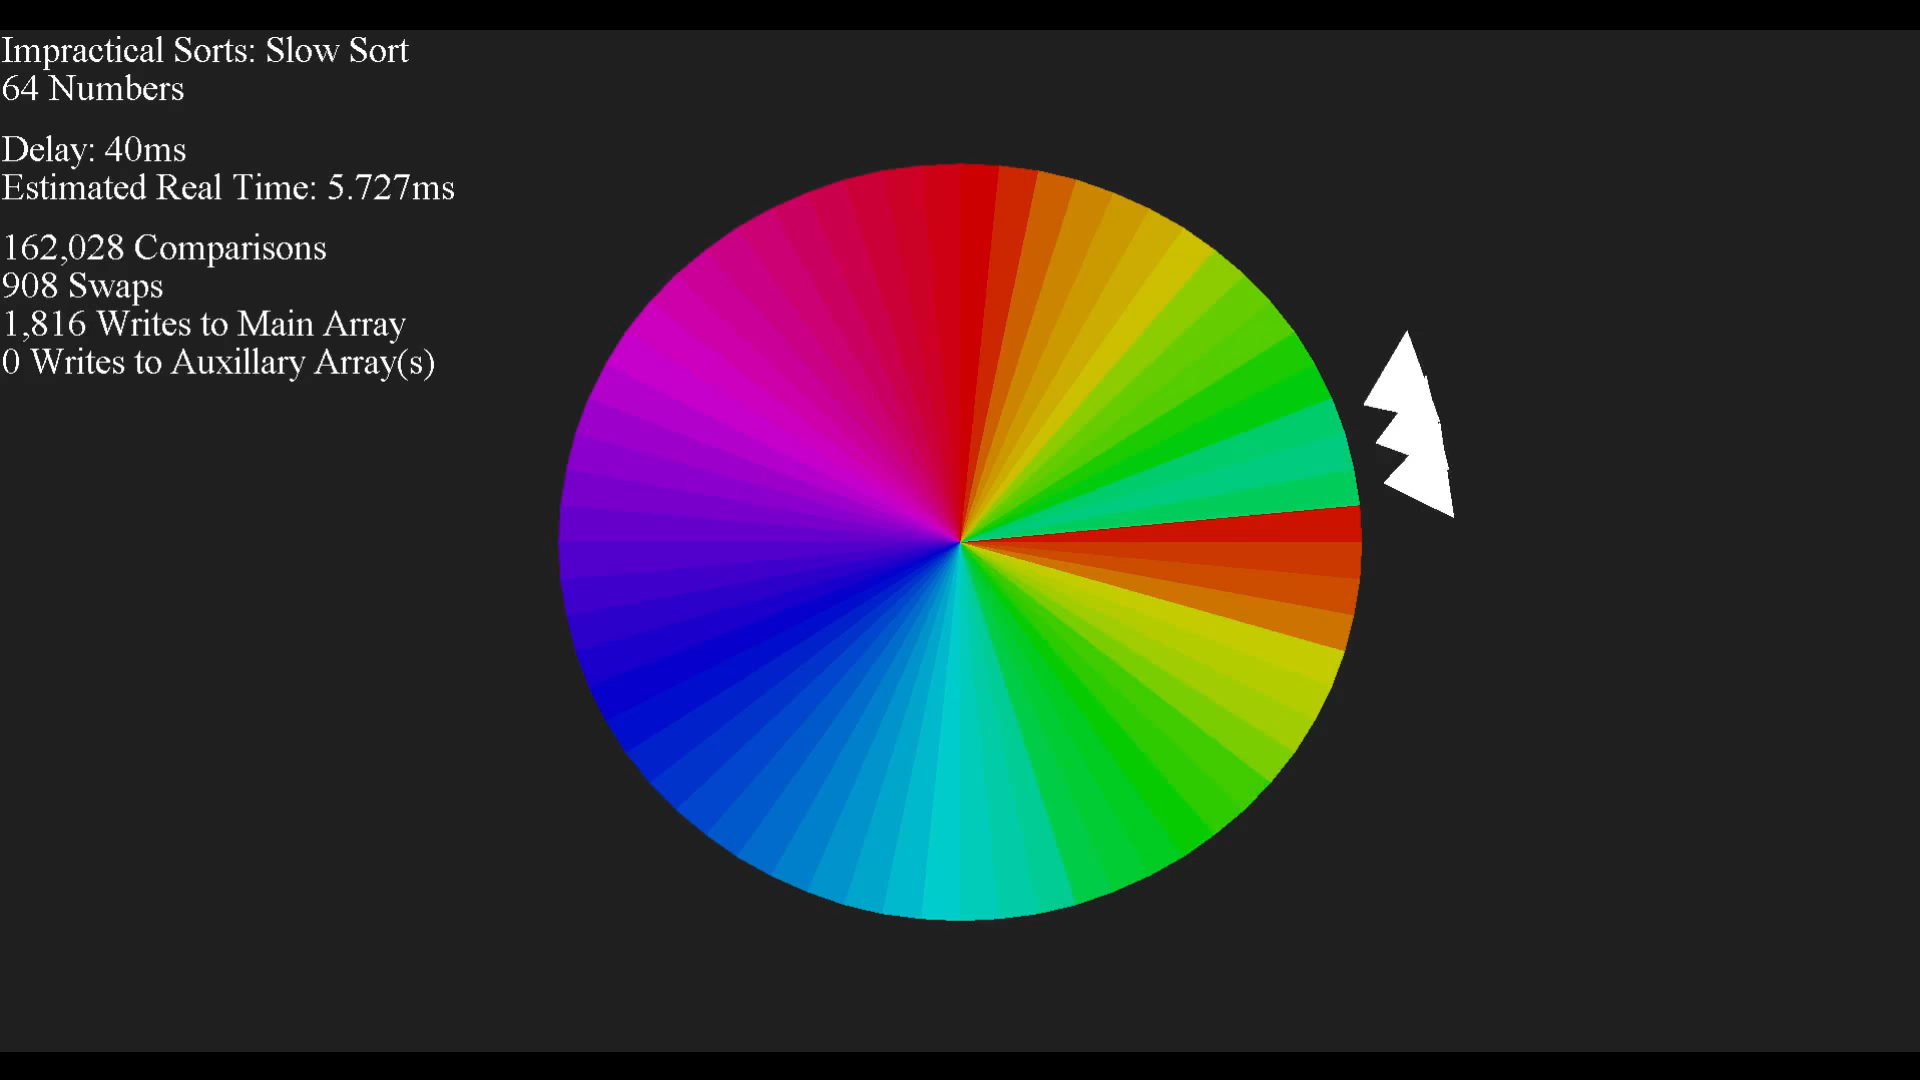 Impractical Sorts: Slow Sort
64 Numbers
Delay: 40ms
Estimated Real Time: 5.727ms
162,028 Comparisons
908 Swaps
1,816 Writes to Main Array
0 Writes to Auxillary Array(s)